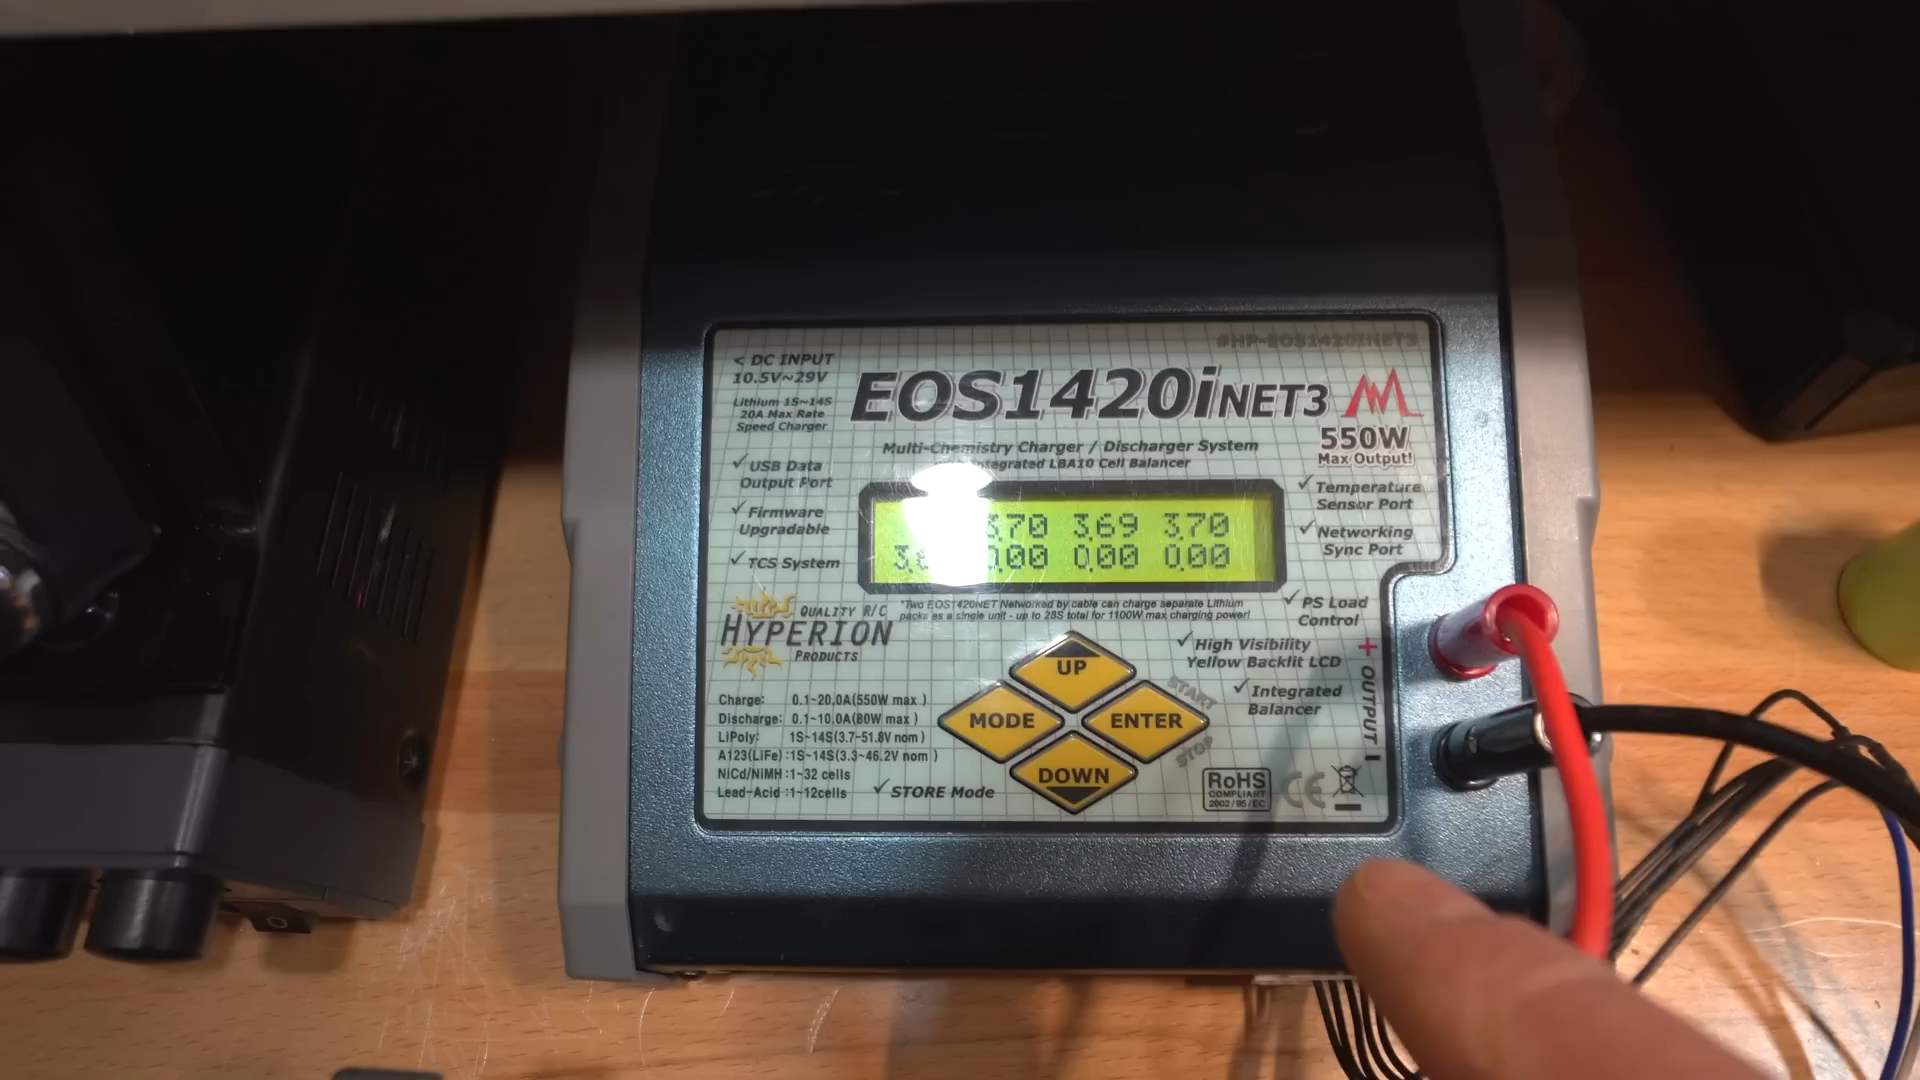 #HP-EOS1420iNET3
< DC INPUT
10.5V~29V
Lithium 1S~14S
20A Max Rate
Speed Charger
EOS1420iNET3
550W
Max Output!
Multi-Chemistry Charger / Discharger System
Integrated LBA10 Cell Balancer
✓ USB Data
Output Port
✓ Firmware
Upgradable
✓ TCS System
3.70 3.69 3.70
0.00 0.00 0.00
✓ Temperature
Sensor Port
✓ Networking
Sync Port
✓ PS Load
Control
✓ High Visibility
Yellow Backlit LCD
✓ Integrated
Balancer
*Two EOS1420NET Networked by cable can charge separate Lithium
packs as a single unit - up to 28S total for 1100W max charging power!
QUALITY R/C
HYPERION
PRODUCTS
UP
MODE
ENTER
DOWN
START
STOP
+ OUTPUT -
Charge: 0.1~20.0A(550W max )
Discharge: 0.1~10.0A(80W max )
LiPoly: 1S~14S(3.7~51.8V nom )
A123(LiFe) :1S~14S(3.3~46.2V nom )
NiCd/NiMH :1~32 cells
Lead-Acid :1~12cells
✓ STORE Mode
RoHS
COMPLIANT
2002/95/EC
CE